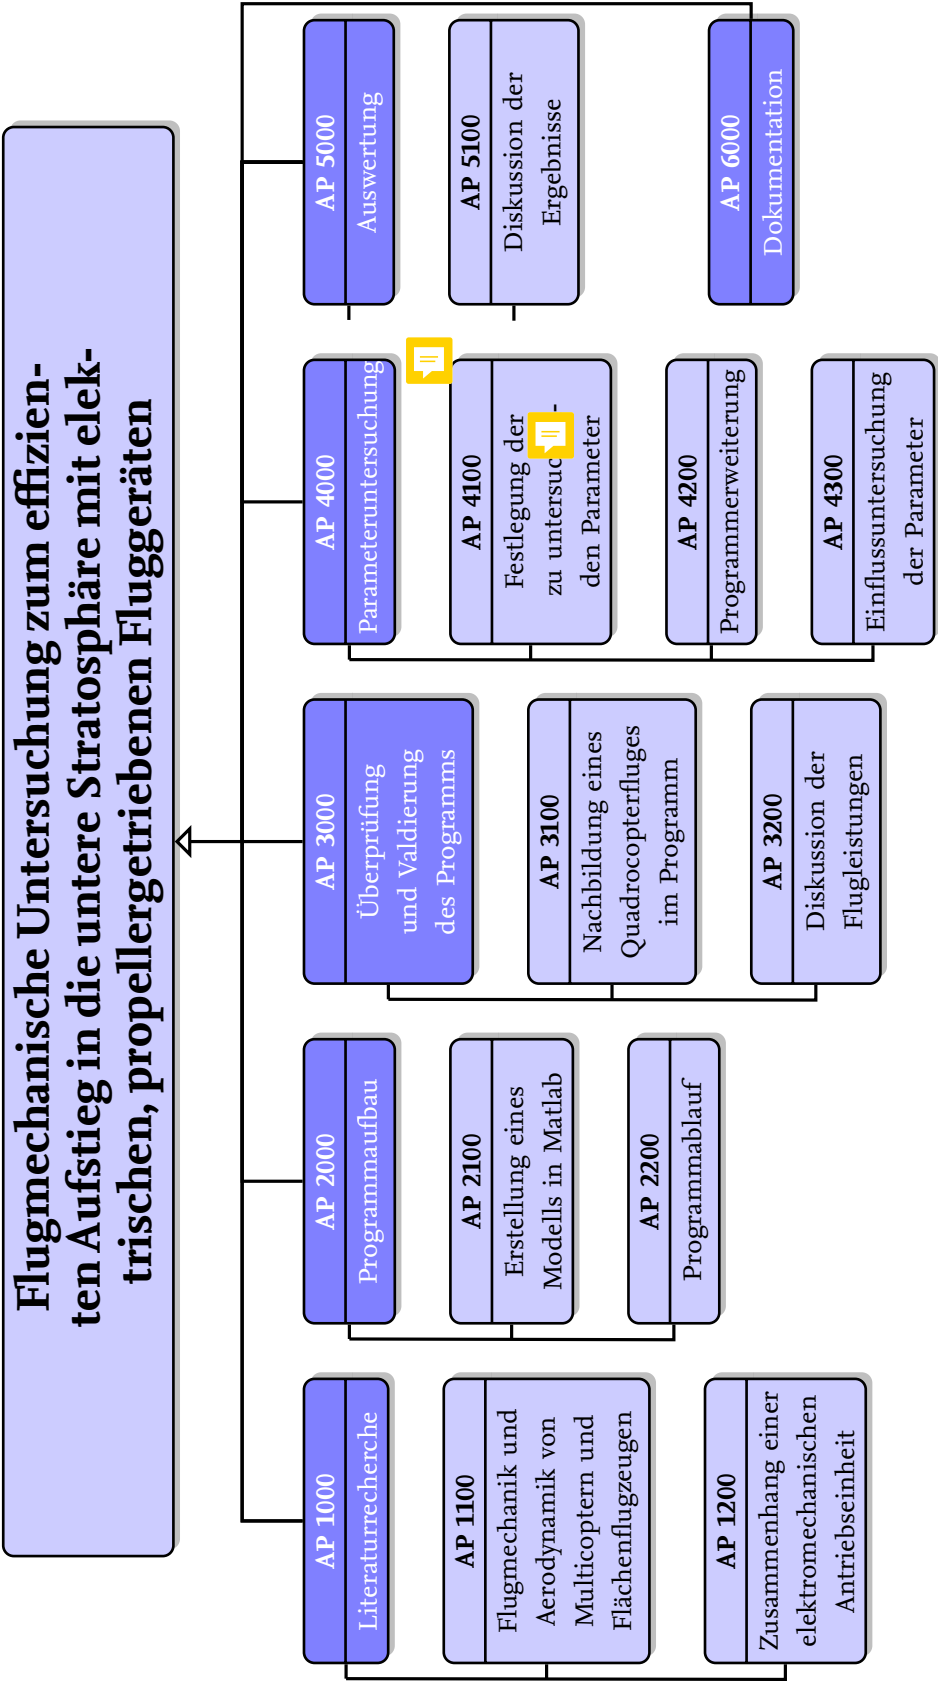 Flugmechanische Untersuchung zum effizien-
ten Aufstieg in die untere Stratosphäre mit elek-
trischen, propellergetriebenen Fluggeräten
AP 1000
Literaturrecherche
AP 1100
Flugmechanik und
Aerodynamik von
Multicoptern und
Flächenflugzeugen
AP 1200
Zusammenhang einer
elektromechanischen
Antriebseinheit
AP 2000
Programmaufbau
AP 2100
Erstellung eines
Modells in Matlab
AP 2200
Programmablauf
AP 3000
Überprüfung
und Valdierung
des Programms
AP 3100
Nachbildung eines
Quadrocopterfluges
im Programm
AP 3200
Diskussion der
Flugleistungen
AP 4000
Parameteruntersuchung
AP 4100
Festlegung der
zu
den Parameter
AP 4200
Programmerweiterung
AP 4300
Einflussuntersuchung
der Parameter
AP 5000
Auswertung
AP 5100
Diskussion der
Ergebnisse
AP 6000
Dokumentation